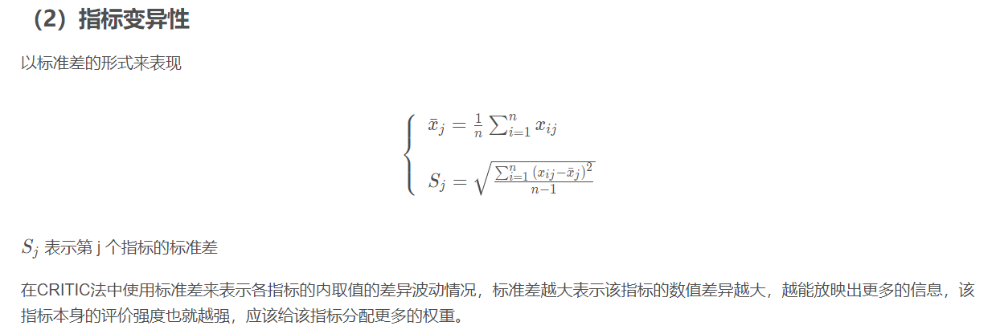 （2）指标变异性
以标准差的形式来表现
$$\begin{cases} \bar{x}_j = \frac{1}{n} \sum_{i=1}^{n} x_{ij} \\ S_j = \sqrt{\frac{\sum_{i=1}^{n} (x_{ij} - \bar{x}_j)^2}{n-1}} \end{cases}$$
$S_j$ 表示第 j 个指标的标准差
在CRITIC法中使用标准差来表示各指标的内取值的差异波动情况，标准差越大表示该指标的数值差异越大，越能放映出更多的信息，该
指标本身的评价强度也就越强，应该给该指标分配更多的权重。